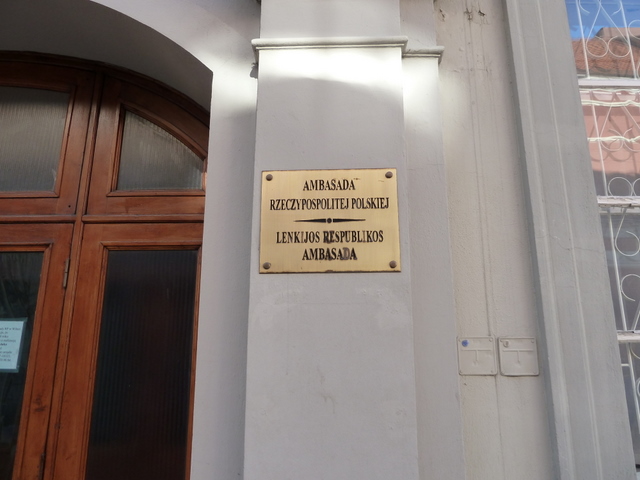 AMBASADA
RZECZYPOSPOLITEJ POLSKIEJ
LENKIJOS RESPUBLIKOS
AMBASADA